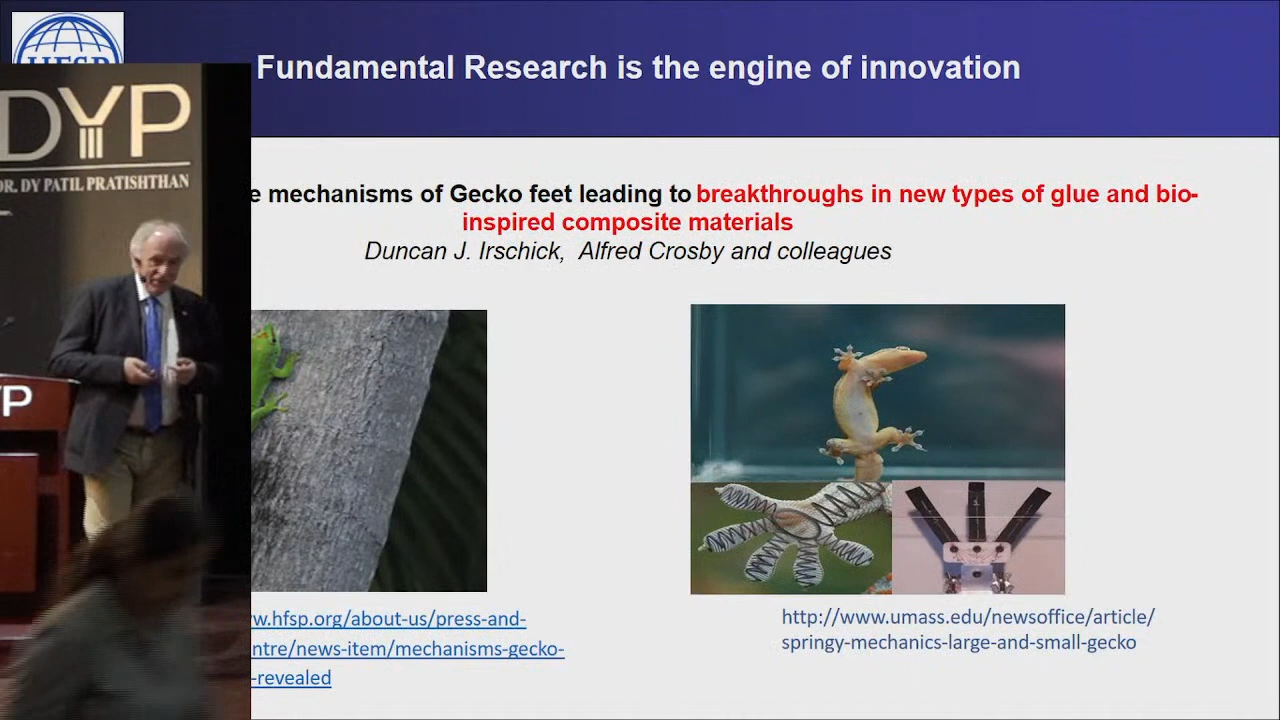 HFSP
Fundamental Research is the engine of innovation
DYP
DR. DY PATIL PRATISHTHAN
mechanisms of Gecko feet leading to breakthroughs in new types of glue and bio-
inspired composite materials
Duncan J. Irschick, Alfred Crosby and colleagues
YP
w.hfsp.org/about-us/press-and-
ntre/news-item/mechanisms-gecko-
-revealed
http://www.umass.edu/newsoffice/article/
springy-mechanics-large-and-small-gecko